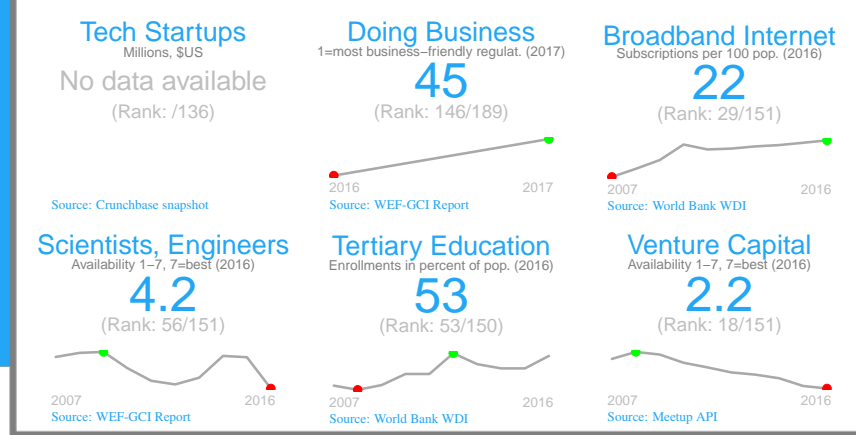 Tech Startups
Millions, $US
No data available
(Rank: /136)
Source: Crunchbase snapshot
Doing Business
1=most business−friendly regulat. (2017)
45
(Rank: 146/189)
2016 2017
Source: WEF-GCI Report
Broadband Internet
Subscriptions per 100 pop. (2016)
22
(Rank: 29/151)
2007 2016
Source: World Bank WDI
Scientists, Engineers
Availability 1−7, 7=best (2016)
4.2
(Rank: 56/151)
2007 2016
Source: WEF-GCI Report
Tertiary Education
Enrollments in percent of pop. (2016)
53
(Rank: 53/150)
2007 2016
Source: World Bank WDI
Venture Capital
Availability 1−7, 7=best (2016)
2.2
(Rank: 18/151)
2007 2016
Source: Meetup API